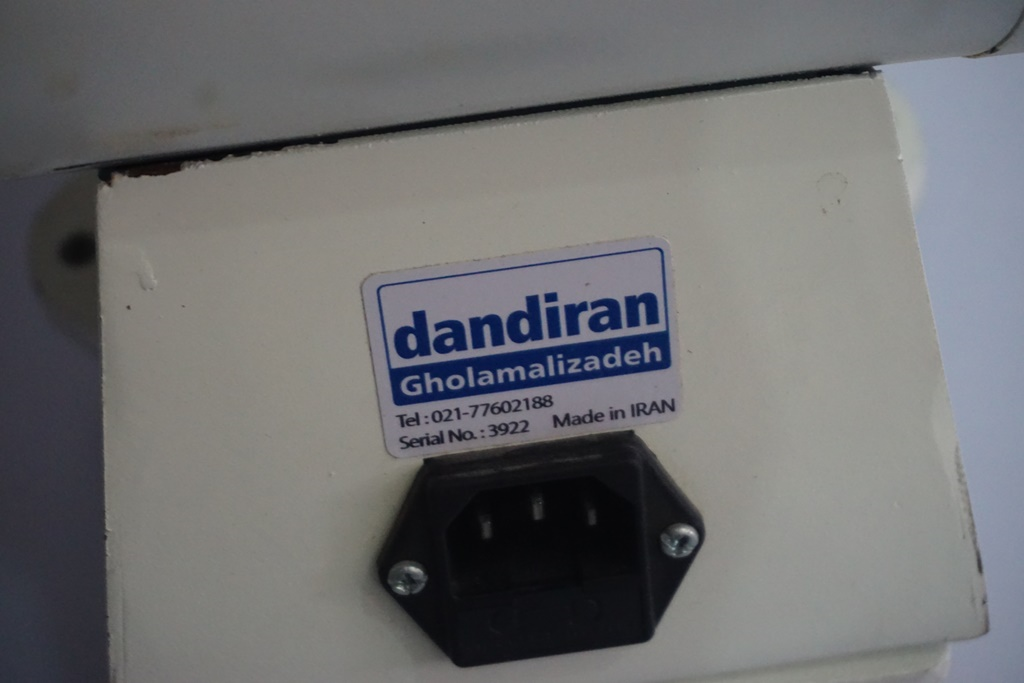 dandiran
Gholamalizadeh
Tel : 021-77602188
Serial No. : 3922 Made in IRAN